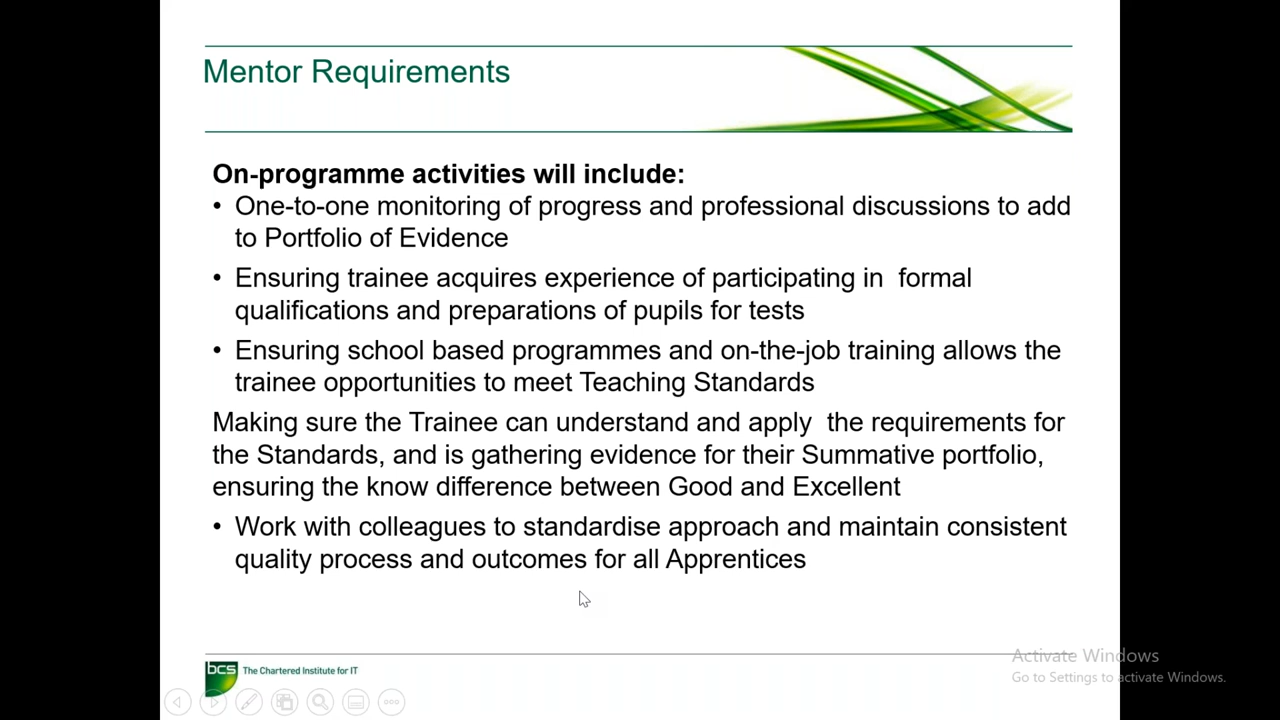 Mentor Requirements
On-programme activities will include:
• One-to-one monitoring of progress and professional discussions to add
to Portfolio of Evidence
• Ensuring trainee acquires experience of participating in  formal
qualifications and preparations of pupils for tests
• Ensuring school based programmes and on-the-job training allows the
trainee opportunities to meet Teaching Standards
Making sure the Trainee can understand and apply  the requirements for
the Standards, and is gathering evidence for their Summative portfolio,
ensuring the know difference between Good and Excellent
• Work with colleagues to standardise approach and maintain consistent
quality process and outcomes for all Apprentices
bcs The Chartered Institute for IT
Activate Windows
Go to Settings to activate Windows.